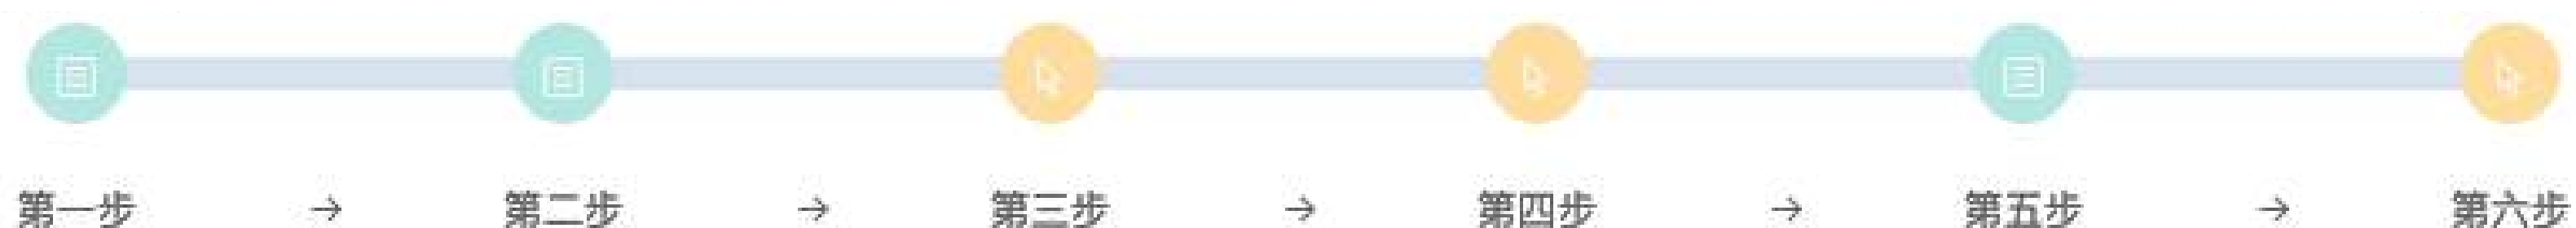 第一步 → 第二步 → 第三步 → 第四步 → 第五步 → 第六步